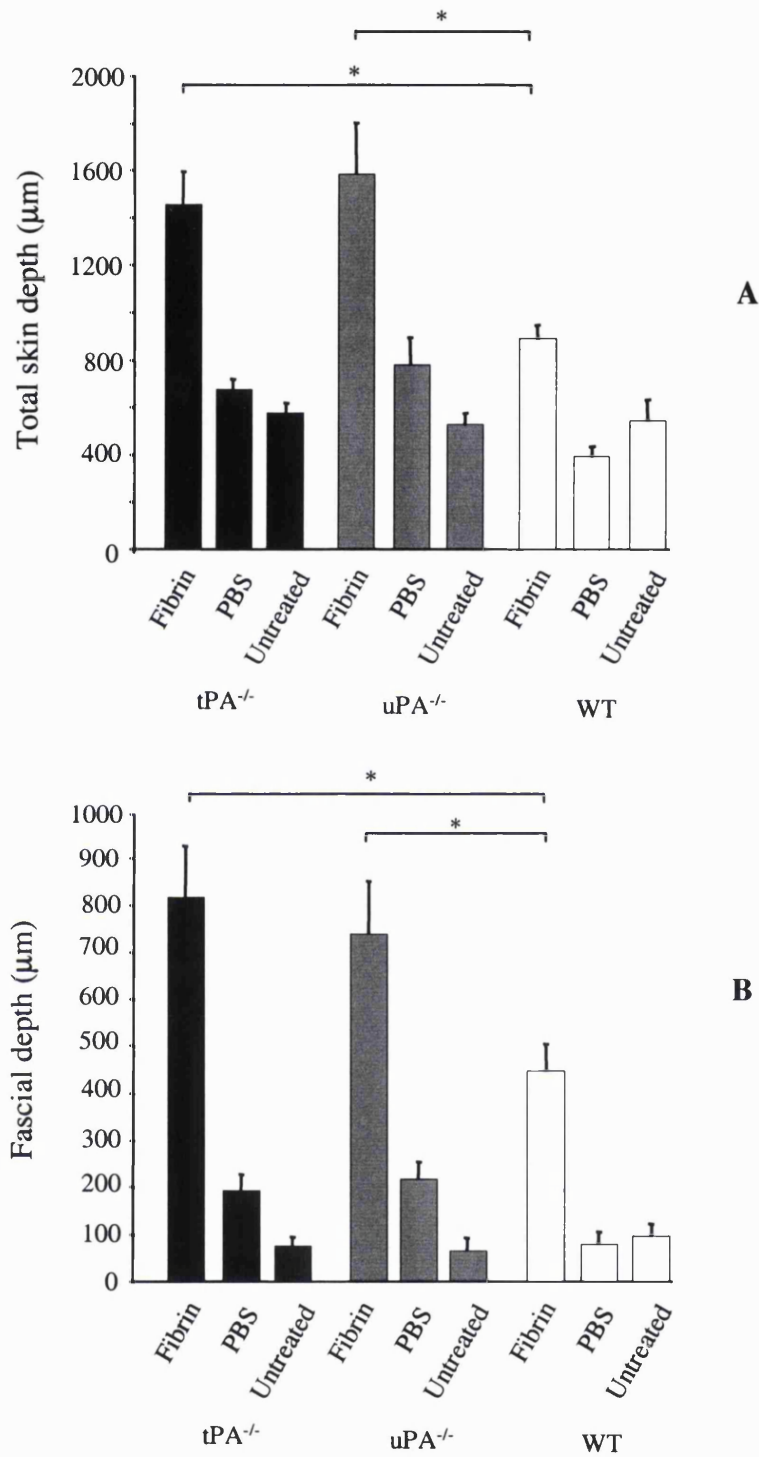 *
*
2000
1600
1200
800
400
0
Total skin depth (µm)
A
Fibrin PBS Untreated Fibrin PBS Untreated Fibrin PBS Untreated
tPA-/- uPA-/- WT
*
*
1000
900
800
700
600
500
400
300
200
100
0
Fascial depth (µm)
B
Fibrin PBS Untreated Fibrin PBS Untreated Fibrin PBS Untreated
tPA-/- uPA-/- WT